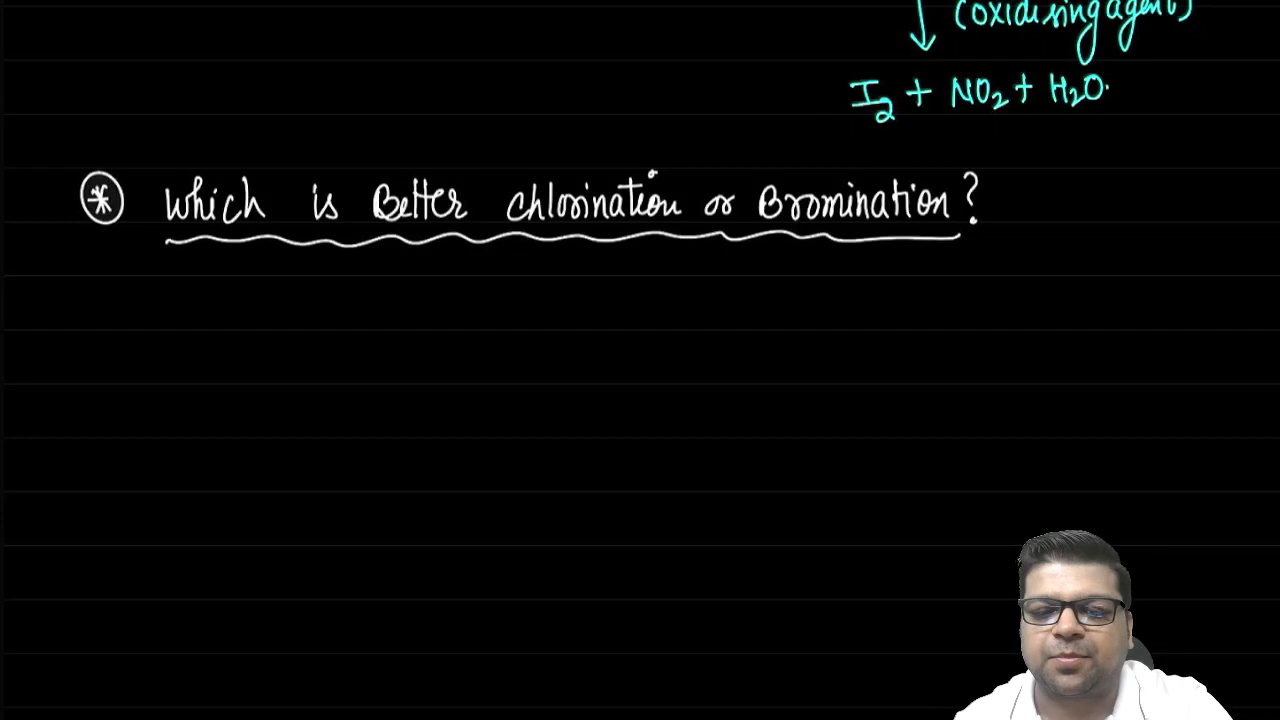 (oxidising agent)
I₂ + NO₂ + H₂O.
* Which is Better chlorination or Bromination?